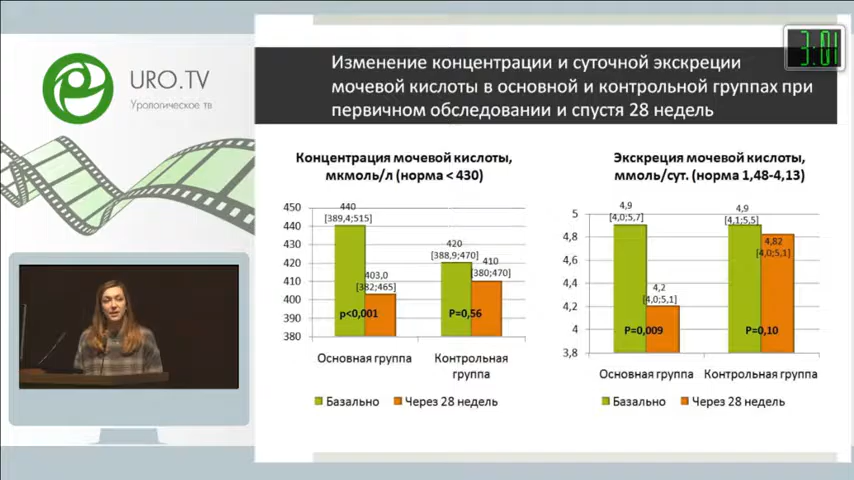 3:01
URO.TV
Урологическое тв
Изменение концентрации и суточной экскреции
мочевой кислоты в основной и контрольной группах при
первичном обследовании и спустя 28 недель
Концентрация мочевой кислоты,
мкмоль/л (норма < 430)
450
440
430
420
410
400
390
380
440
[389,4;515]
403,0
[382;465]
420
[388,9;470]
410
[380;470]
p<0,001
P=0,56
Основная группа
Контрольная
группа
Базально
Через 28 недель
Экскреция мочевой кислоты,
ммоль/сут. (норма 1,48-4,13)
5
4,8
4,6
4,4
4,2
4
3,8
4,9
[4,0;5,7]
4,2
[4,0;5,1]
4,9
[4,1;5,5]
4,82
[4,0;5,1]
P=0,009
P=0,10
Основная группа
Контрольная группа
Базально
Через 28 недель